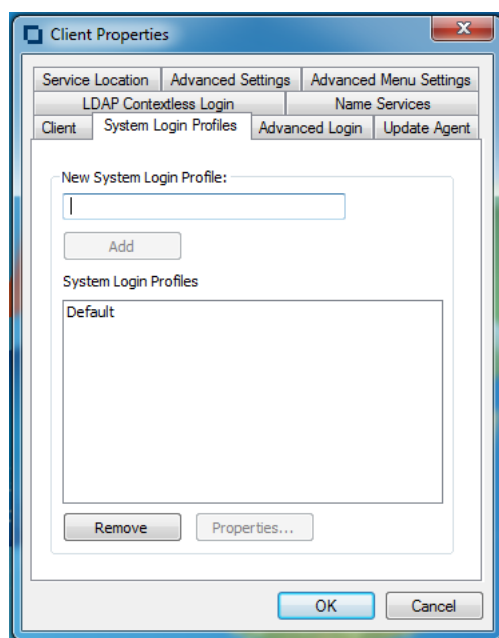 Client Properties
Service Location Advanced Settings Advanced Menu Settings
LDAP Contextless Login Name Services
Client System Login Profiles Advanced Login Update Agent
New System Login Profile:
Add
System Login Profiles
Default
Remove Properties...
OK Cancel